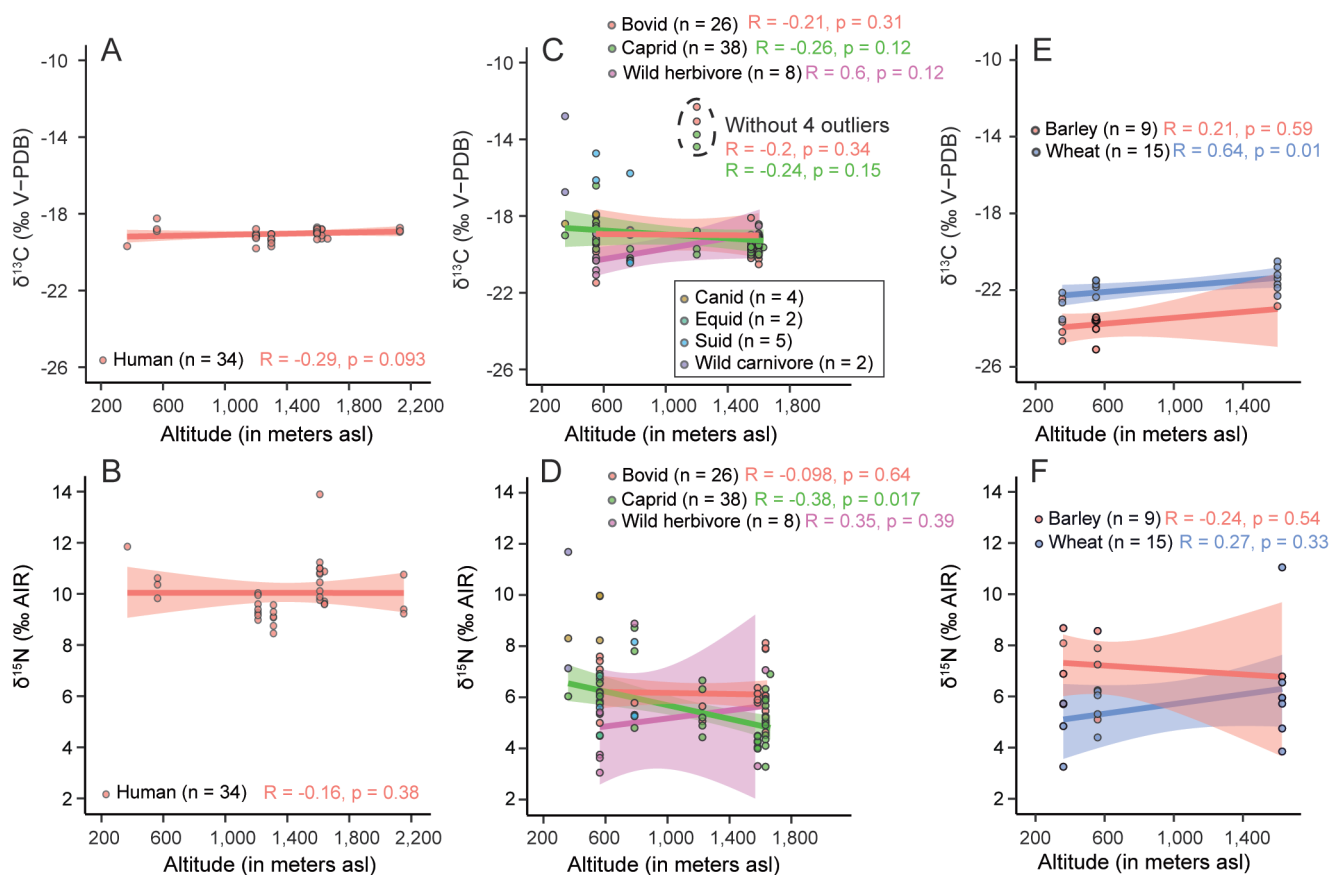 A
-10
-14
-18
-22
-26
δ¹³C (‰ V−PDB)
Human (n = 34) R = -0.29, p = 0.093
200 600 1,000 1,400 1,800 2,200
Altitude (in meters asl)
C
Bovid (n = 26) R = -0.21, p = 0.31
Caprid (n = 38) R = -0.26, p = 0.12
Wild herbivore (n = 8) R = 0.6, p = 0.12
-10
-14
-18
-22
-26
δ¹³C (‰ V−PDB)
Without 4 outliers
R = -0.2, p = 0.34
R = -0.24, p = 0.15
Canid (n = 4)
Equid (n = 2)
Suid (n = 5)
Wild carnivore (n = 2)
200 600 1,000 1,400 1,800
Altitude (in meters asl)
E
-10
-14
-18
-22
-26
δ¹³C (‰ V−PDB)
Barley (n = 9) R = 0.21, p = 0.59
Wheat (n = 15) R = 0.64, p = 0.01
200 600 1,000 1,400
Altitude (in meters asl)
B
14
12
10
8
6
4
2
δ¹⁵N (‰ AIR)
Human (n = 34) R = -0.16, p = 0.38
200 600 1,000 1,400 1,800 2,200
Altitude (in meters asl)
D
Bovid (n = 26) R = -0.098, p = 0.64
Caprid (n = 38) R = -0.38, p = 0.017
Wild herbivore (n = 8) R = 0.35, p = 0.39
14
12
10
8
6
4
2
δ¹⁵N (‰ AIR)
200 600 1,000 1,400 1,800
Altitude (in meters asl)
F
14
12
10
8
6
4
2
δ¹⁵N (‰ AIR)
Barley (n = 9) R = -0.24, p = 0.54
Wheat (n = 15) R = 0.27, p = 0.33
200 600 1,000 1,400
Altitude (in meters asl)